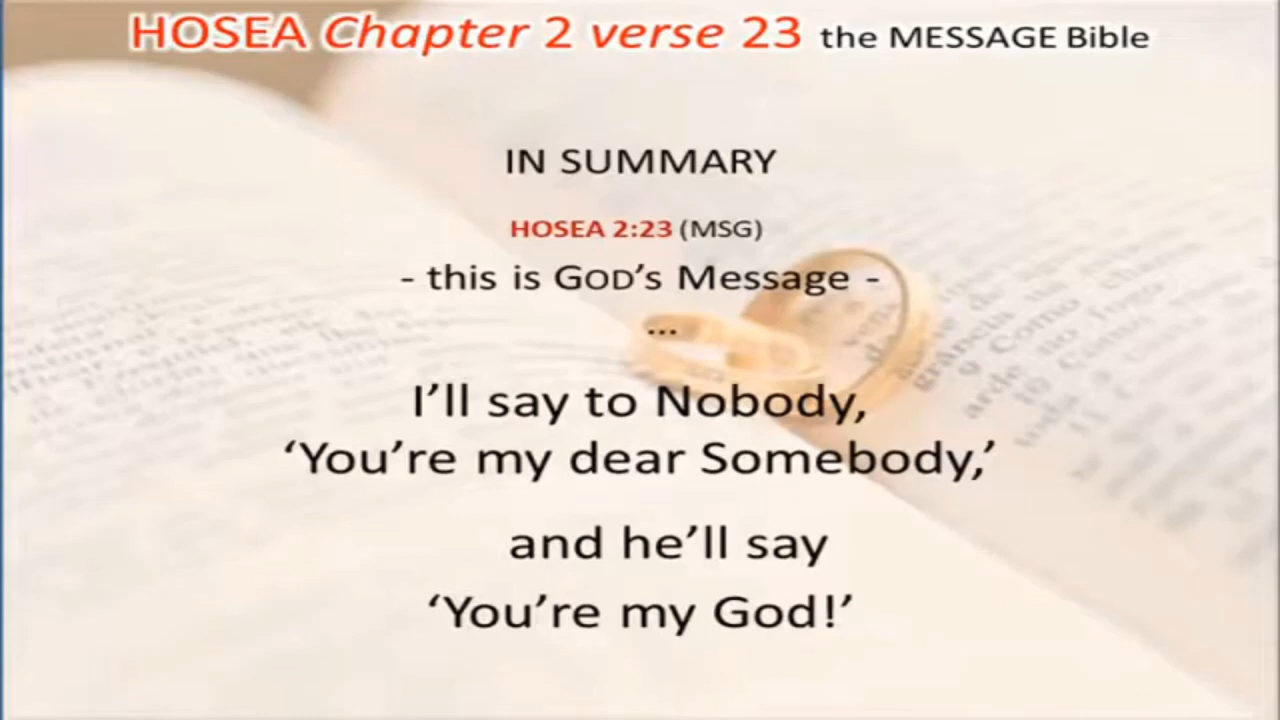 HOSEA Chapter 2 verse 23 the MESSAGE Bible
IN SUMMARY
HOSEA 2:23 (MSG)
- this is GOD’s Message -
...
I’ll say to Nobody,
‘You’re my dear Somebody,’
and he’ll say
‘You’re my God!’